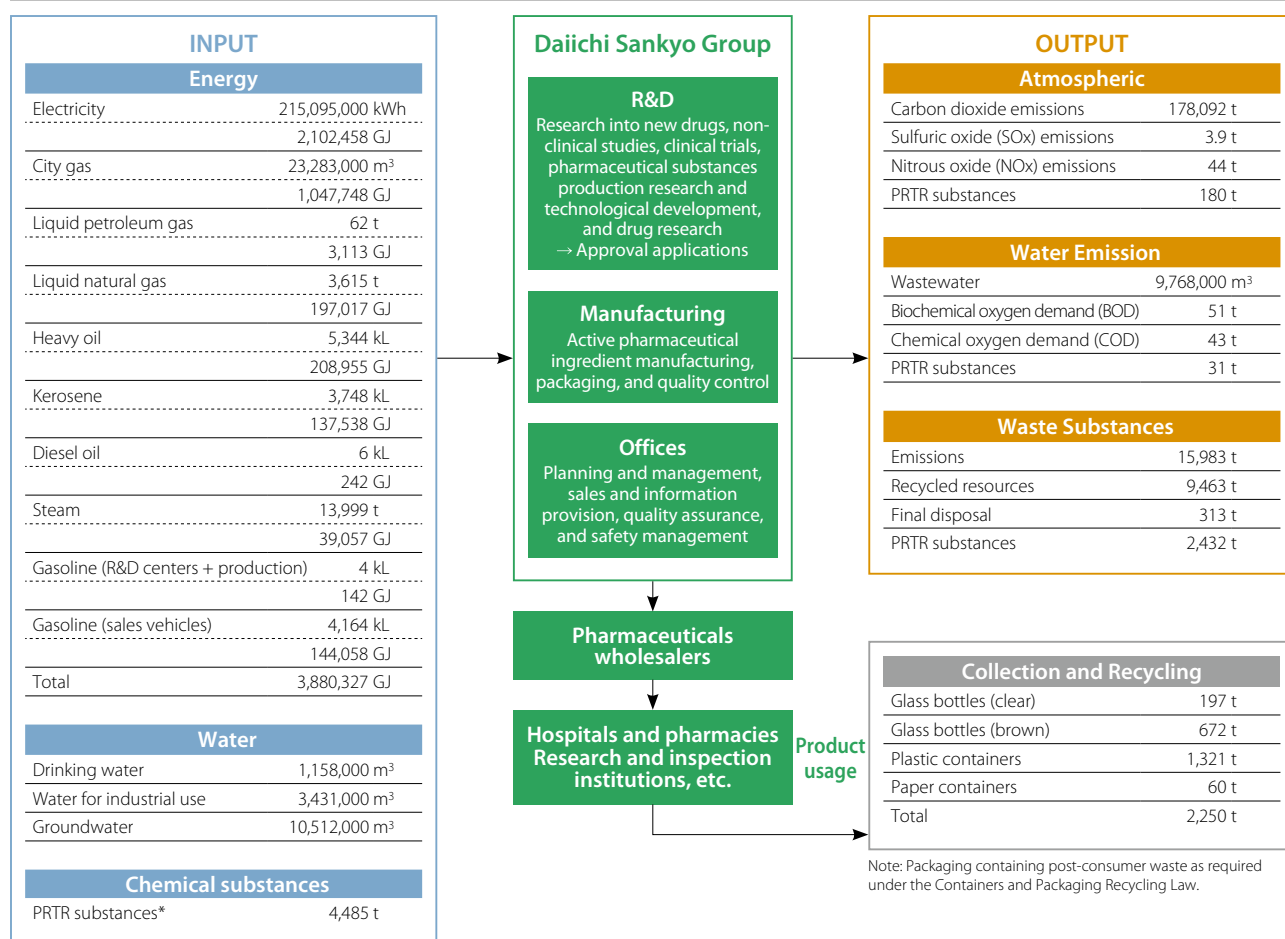 INPUT
Energy
Electricity 215,095,000 kWh
2,102,458 GJ
City gas 23,283,000 m³
1,047,748 GJ
Liquid petroleum gas 62 t
3,113 GJ
Liquid natural gas 3,615 t
197,017 GJ
Heavy oil 5,344 kL
208,955 GJ
Kerosene 3,748 kL
137,538 GJ
Diesel oil 6 kL
242 GJ
Steam 13,999 t
39,057 GJ
Gasoline (R&D centers + production) 4 kL
142 GJ
Gasoline (sales vehicles) 4,164 kL
144,058 GJ
Total 3,880,327 GJ
Water
Drinking water 1,158,000 m³
Water for industrial use 3,431,000 m³
Groundwater 10,512,000 m³
Chemical substances
PRTR substances* 4,485 t
Daiichi Sankyo Group
R&D
Research into new drugs, non-
clinical studies, clinical trials,
pharmaceutical substances
production research and
technological development,
and drug research
→ Approval applications
Manufacturing
Active pharmaceutical
ingredient manufacturing,
packaging, and quality control
Offices
Planning and management,
sales and information
provision, quality assurance,
and safety management
Pharmaceuticals
wholesalers
Hospitals and pharmacies
Research and inspection
institutions, etc.
Product
usage
OUTPUT
Atmospheric
Carbon dioxide emissions 178,092 t
Sulfuric oxide (SOx) emissions 3.9 t
Nitrous oxide (NOx) emissions 44 t
PRTR substances 180 t
Water Emission
Wastewater 9,768,000 m³
Biochemical oxygen demand (BOD) 51 t
Chemical oxygen demand (COD) 43 t
PRTR substances 31 t
Waste Substances
Emissions 15,983 t
Recycled resources 9,463 t
Final disposal 313 t
PRTR substances 2,432 t
Collection and Recycling
Glass bottles (clear) 197 t
Glass bottles (brown) 672 t
Plastic containers 1,321 t
Paper containers 60 t
Total 2,250 t
Note: Packaging containing post-consumer waste as required
under the Containers and Packaging Recycling Law.